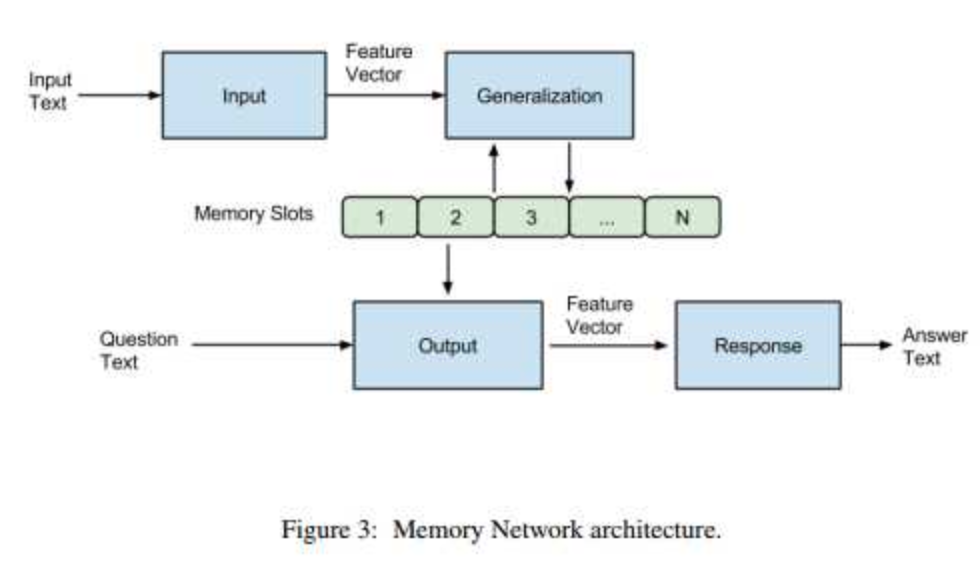 Feature
Vector
Input
Text
Input
Generalization
Memory Slots
1
2
3
...
N
Feature
Vector
Question
Text
Output
Response
Answer
Text
Figure 3: Memory Network architecture.